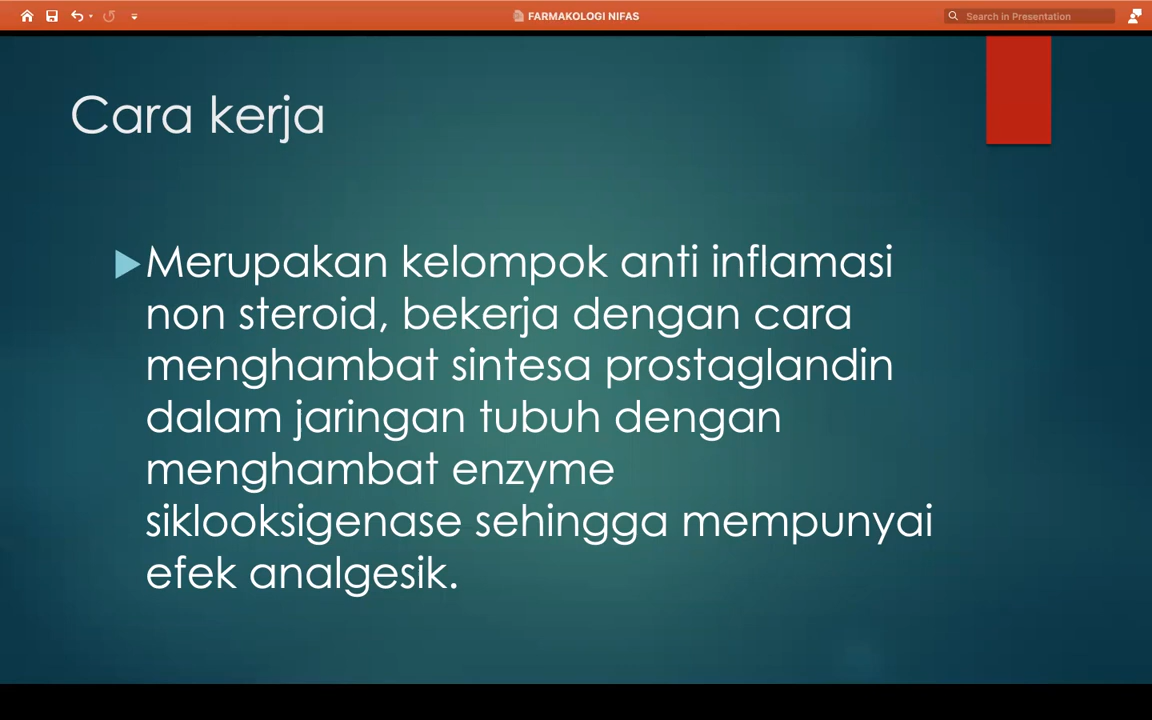 FARMAKOLOGI NIFAS
Search in Presentation
Cara kerja
Merupakan kelompok anti inflamasi
non steroid, bekerja dengan cara
menghambat sintesa prostaglandin
dalam jaringan tubuh dengan
menghambat enzyme
siklooksigenase sehingga mempunyai
efek analgesik.